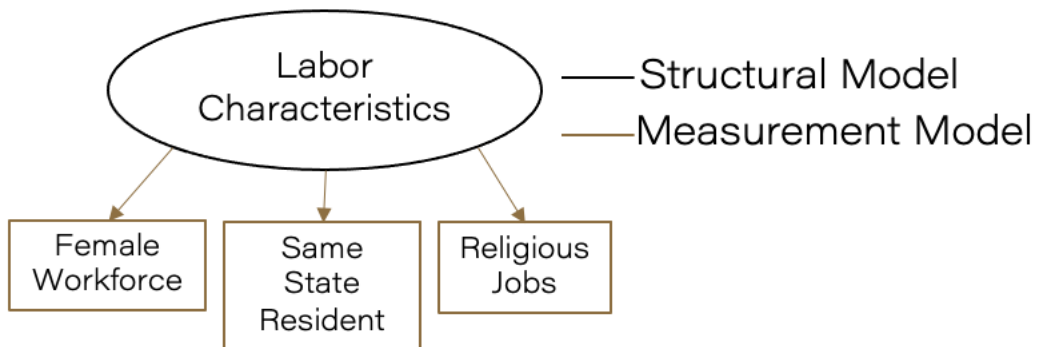 Labor
Characteristics
Structural Model
Measurement Model
Female
Workforce
Same
State
Resident
Religious
Jobs